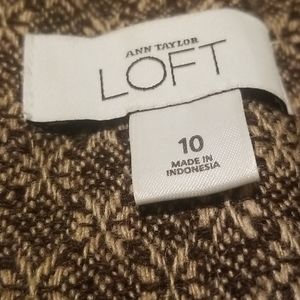 ANN TAYLOR
LOFT
10
MADE IN
INDONESIA